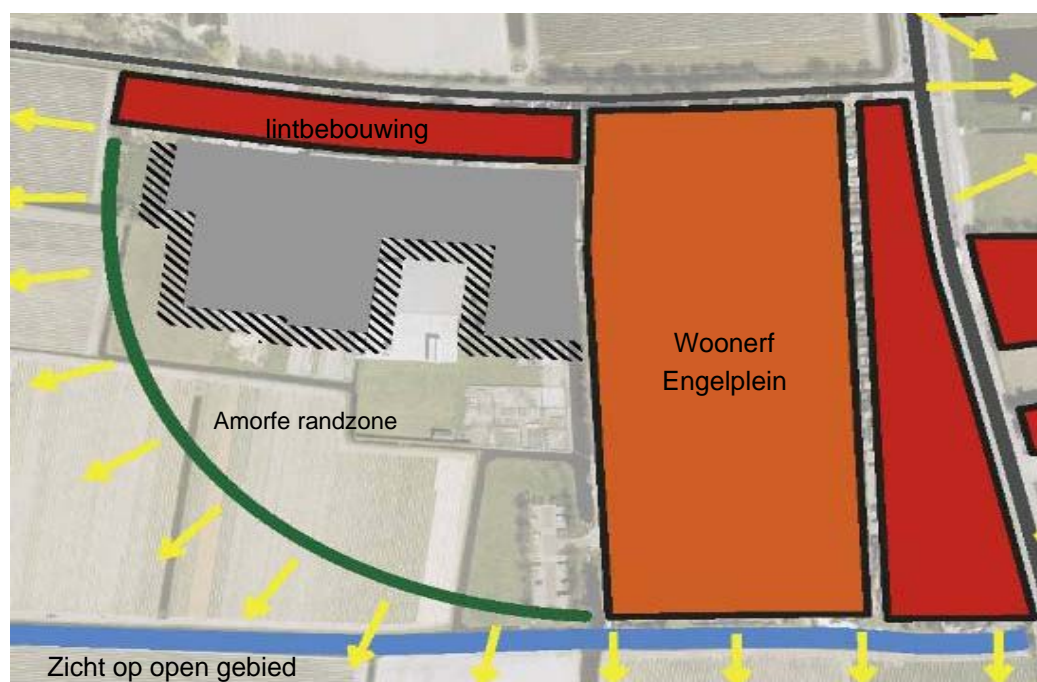 lintbebouwing
Woonerf
Engelplein
Amorfe randzone
Zicht op open gebied